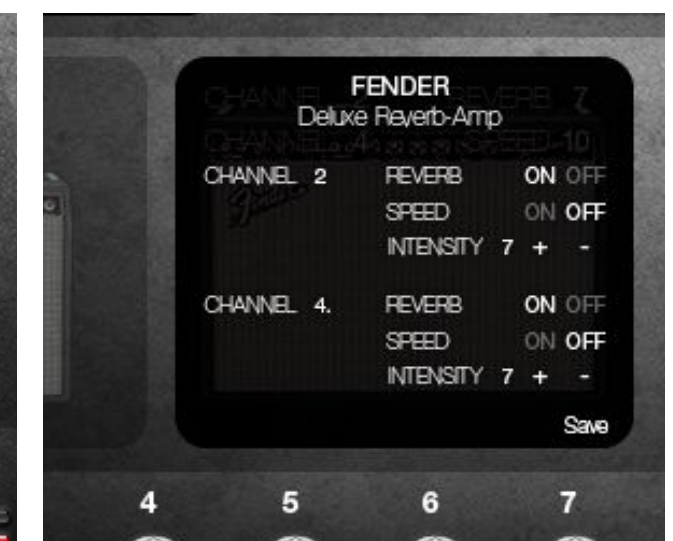 FENDER
Deluxe Reverb-Amp
CHANNEL 2 REVERB ON OFF
SPEED ON OFF
INTENSITY 7 + -
CHANNEL 4. REVERB ON OFF
SPEED ON OFF
INTENSITY 7 + -
Save
4 5 6 7